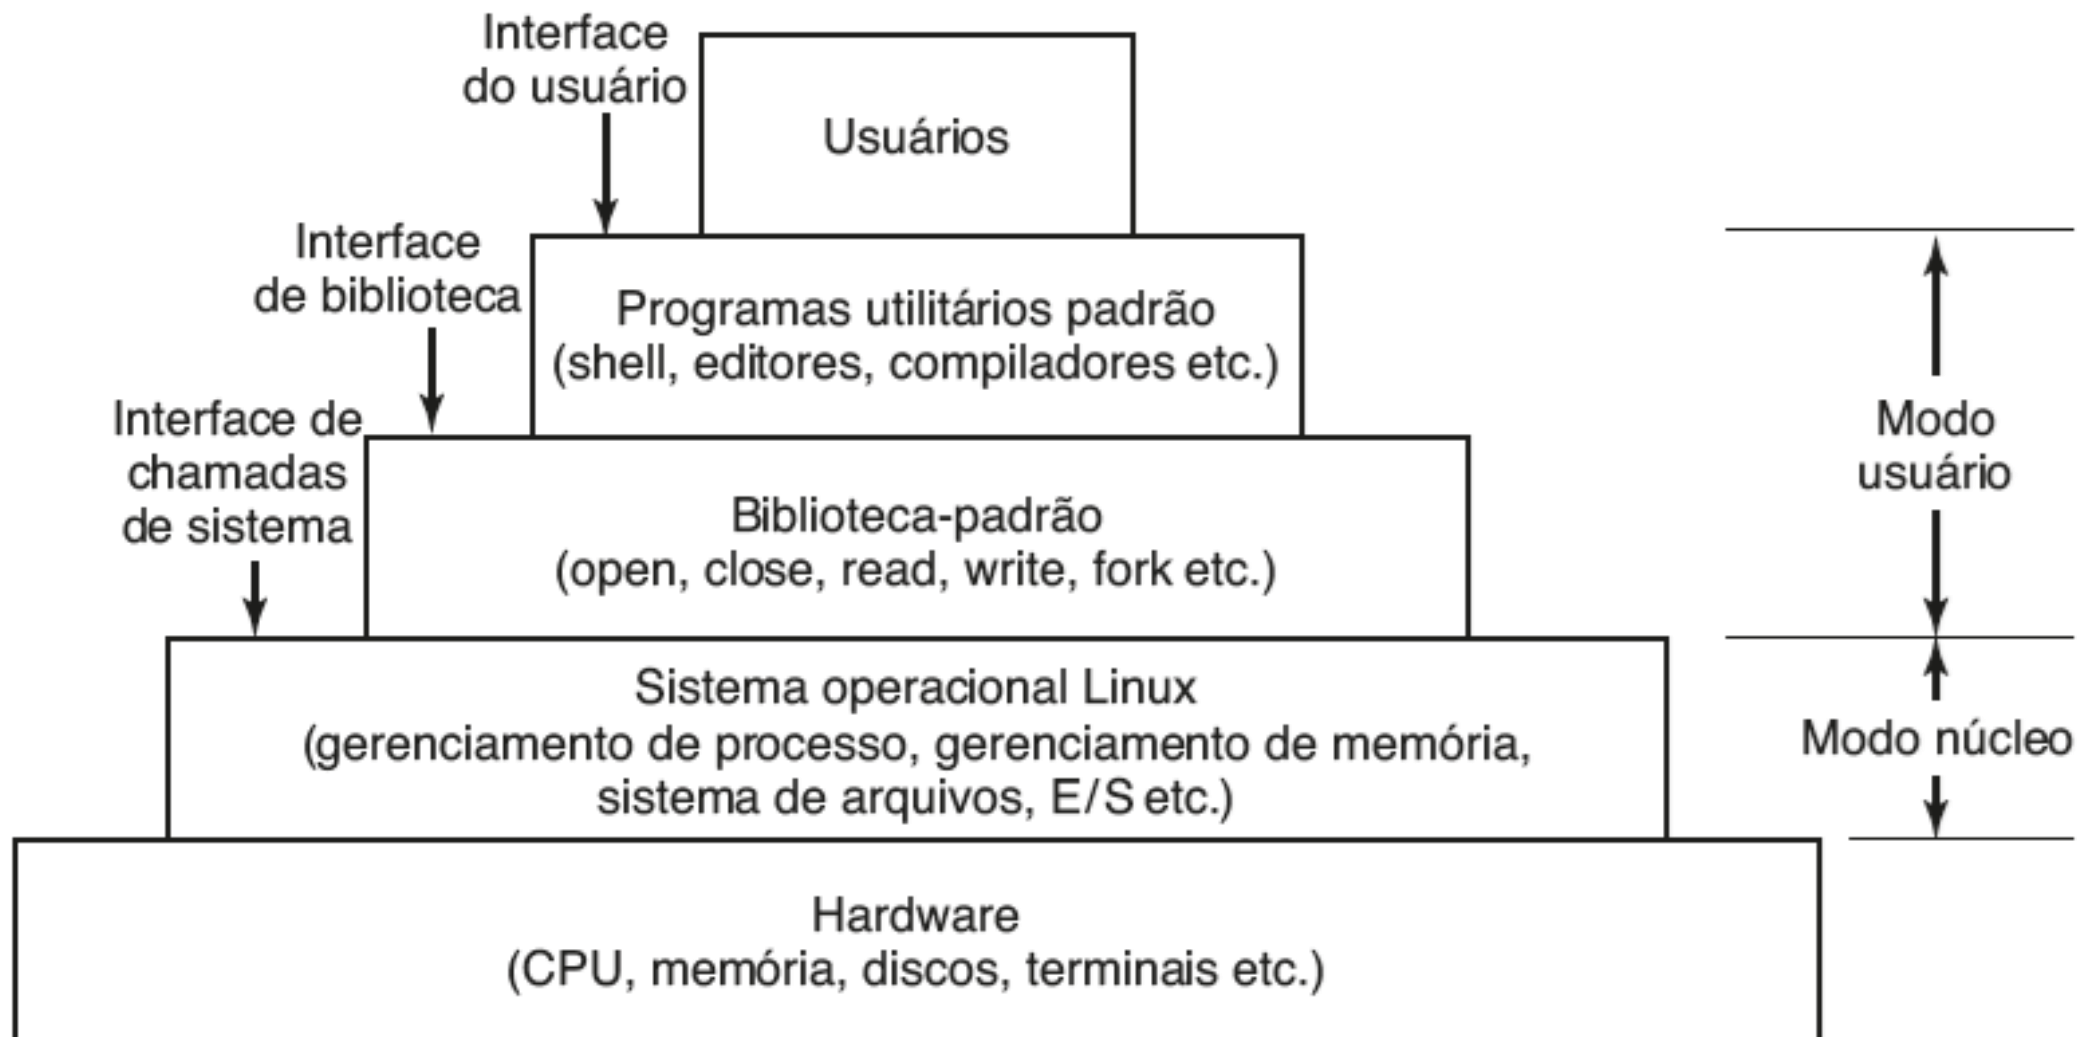 Interface
do usuário
Usuários
Interface
de biblioteca
Programas utilitários padrão
(shell, editores, compiladores etc.)
Interface de
chamadas
de sistema
Modo
usuário
Biblioteca-padrão
(open, close, read, write, fork etc.)
Sistema operacional Linux
(gerenciamento de processo, gerenciamento de memória,
sistema de arquivos, E/S etc.)
Modo núcleo
Hardware
(CPU, memória, discos, terminais etc.)